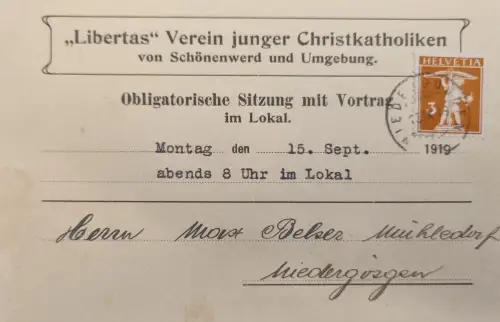 „Libertas“ Verein junger Christkatholiken
von Schönenwerd und Umgebung.
HELVETIA
3
Obligatorische Sitzung mit Vortrag
im Lokal.
Montag den 15. Sept. 1919
abends 8 Uhr im Lokal
Herrn Max Belser Mühledorf
Niedergösgen